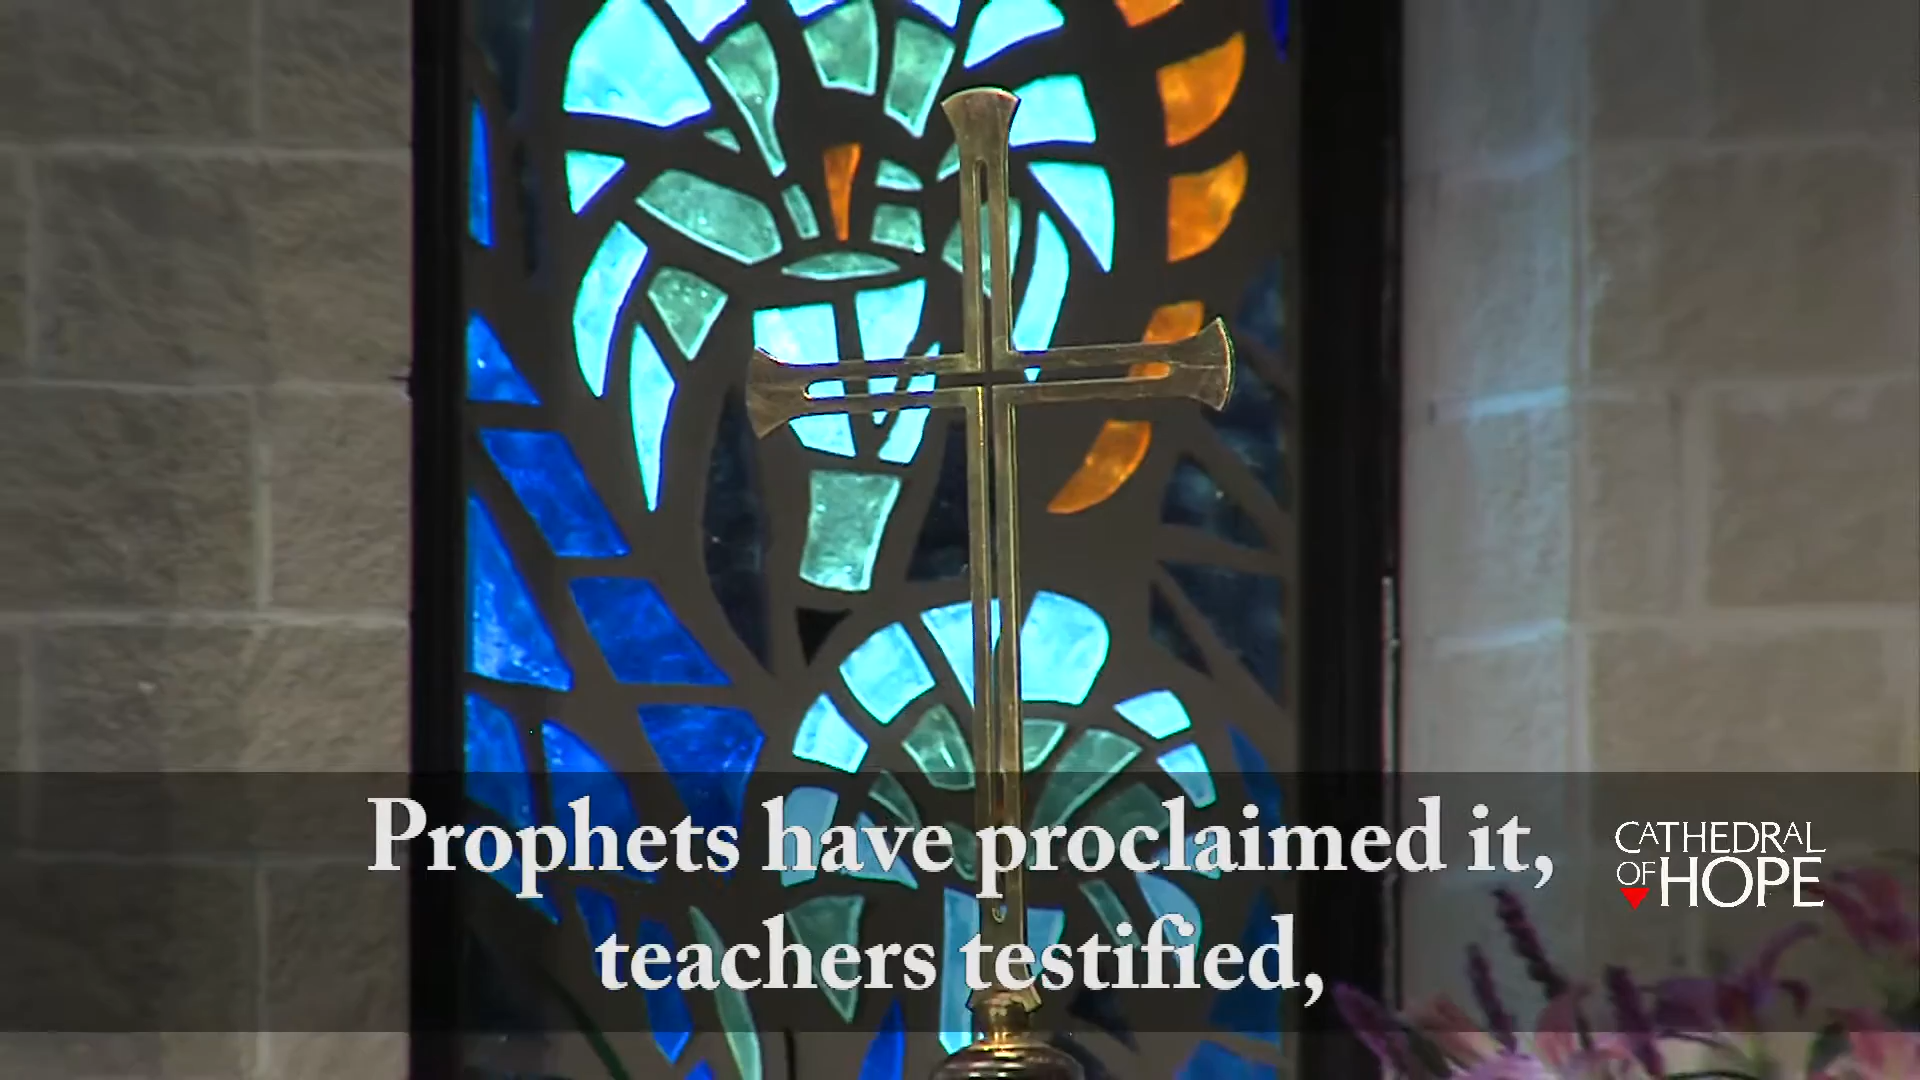 Prophets have proclaimed it,
teachers testified,
CATHEDRAL
OF HOPE